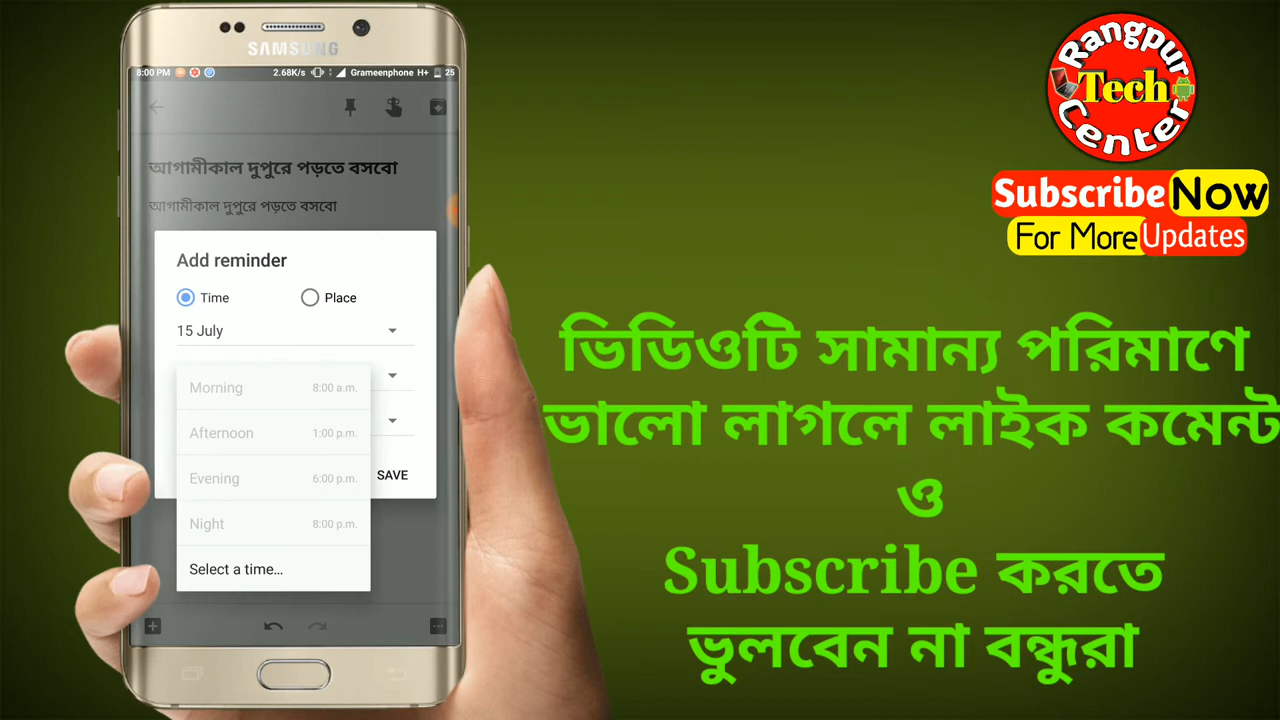 SAMSUNG
8:00 PM 2.68K/s Grameenphone H+ 25
আগামীকাল দুপুরে পড়তে বসবো
আগামীকাল দুপুরে পড়তে বসবো
Add reminder
Time Place
15 July
Morning 8:00 a.m.
Afternoon 1:00 p.m.
Evening 6:00 p.m.
SAVE
Night 8:00 p.m.
Select a time...
Rangpur
Tech
Center
Subscribe Now
For More Updates
ভিডিওটি সামান্য পরিমাণে
ভালো লাগলে লাইক কমেন্ট
ও
Subscribe করতে
ভুলবেন না বন্ধুরা